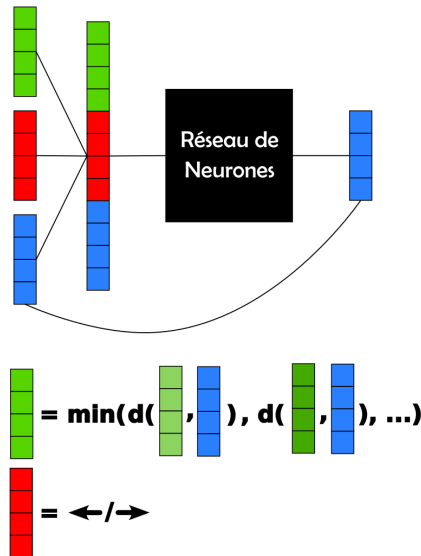 Réseau de
Neurones
= min(d( , ), d( , ), ...)
= ←/→